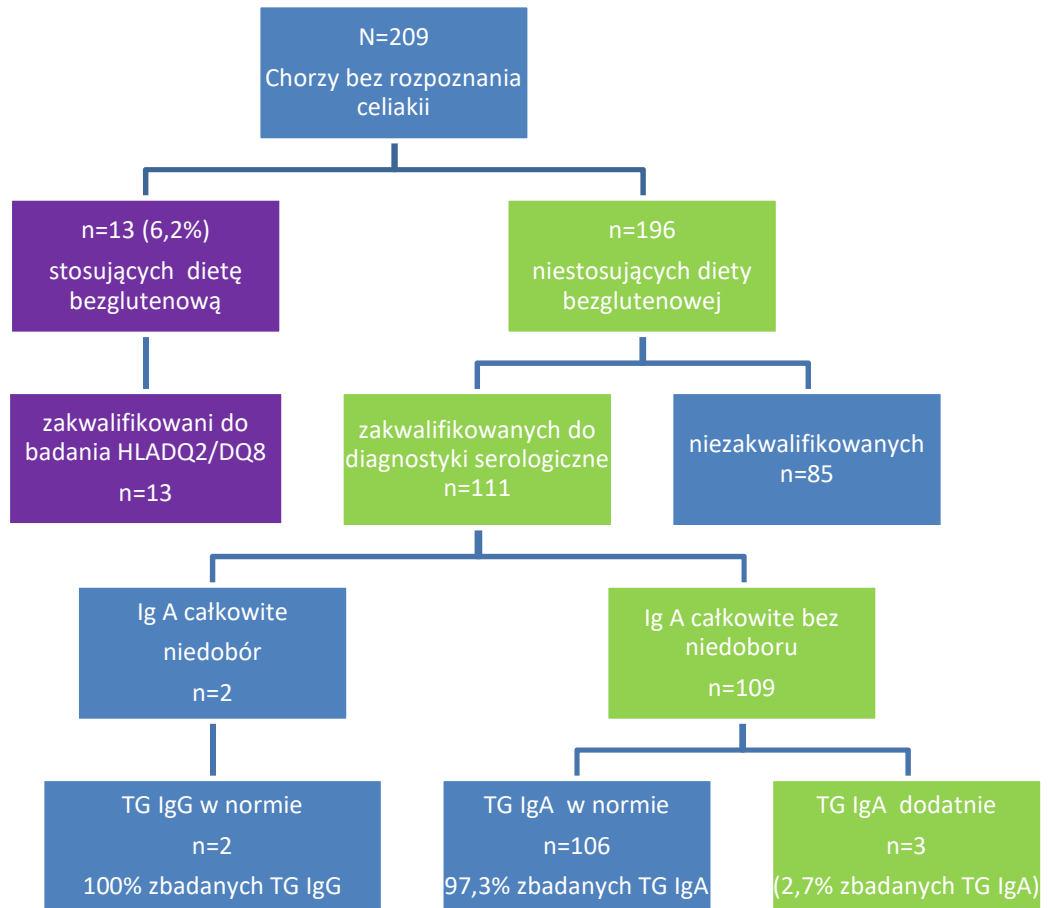 N=209
Chorzy bez rozpoznania
celiakii
n=13 (6,2%)
stosujących dietę
bezglutenową
n=196
niestosujących diety
bezglutenowej
zakwalifikowani do
badania HLADQ2/DQ8
n=13
zakwalifikowanych do
diagnostyki serologiczne
n=111
niezakwalifikowanych
n=85
Ig A całkowite
niedobór
n=2
Ig A całkowite bez
niedoboru
n=109
TG IgG w normie
n=2
100% zbadanych TG IgG
TG IgA w normie
n=106
97,3% zbadanych TG IgA
TG IgA dodatnie
n=3
(2,7% zbadanych TG IgA)